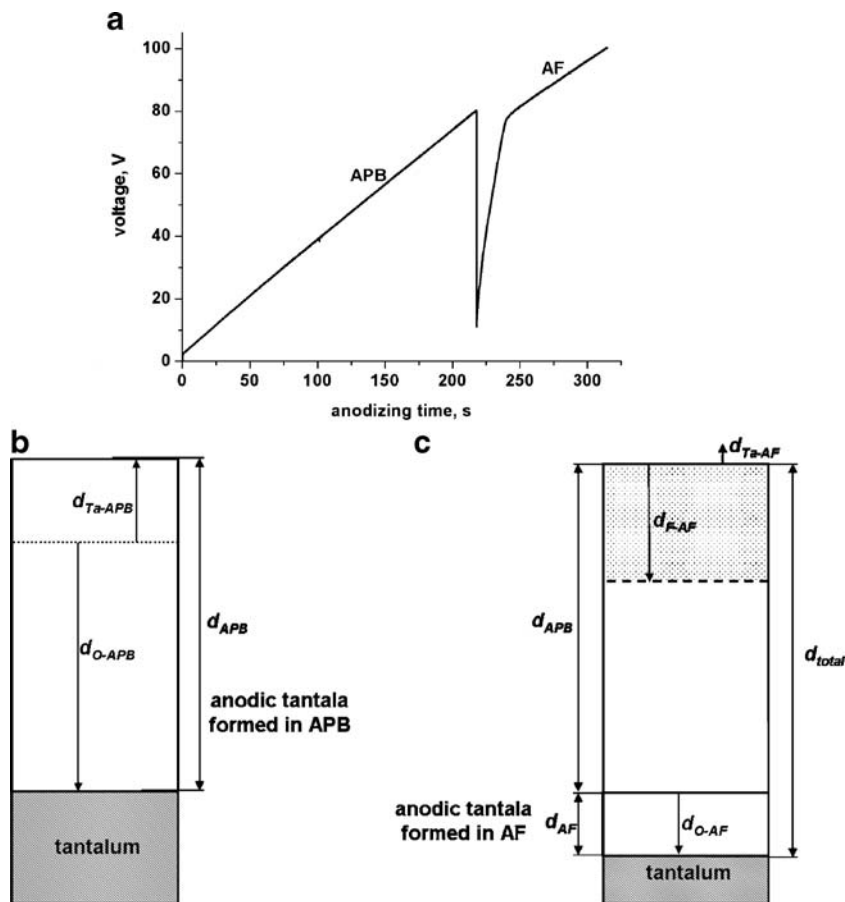 a
100
80
60
40
20
0
voltage, V
APB
AF
0 50 100 150 200 250 300
anodizing time, s
b
d_Ta-APB
d_O-APB
d_APB
anodic tantala
formed in APB
tantalum
c
d_Ta-AF
d_F-AF
d_APB
d_total
anodic tantala
formed in AF
d_AF
d_O-AF
tantalum